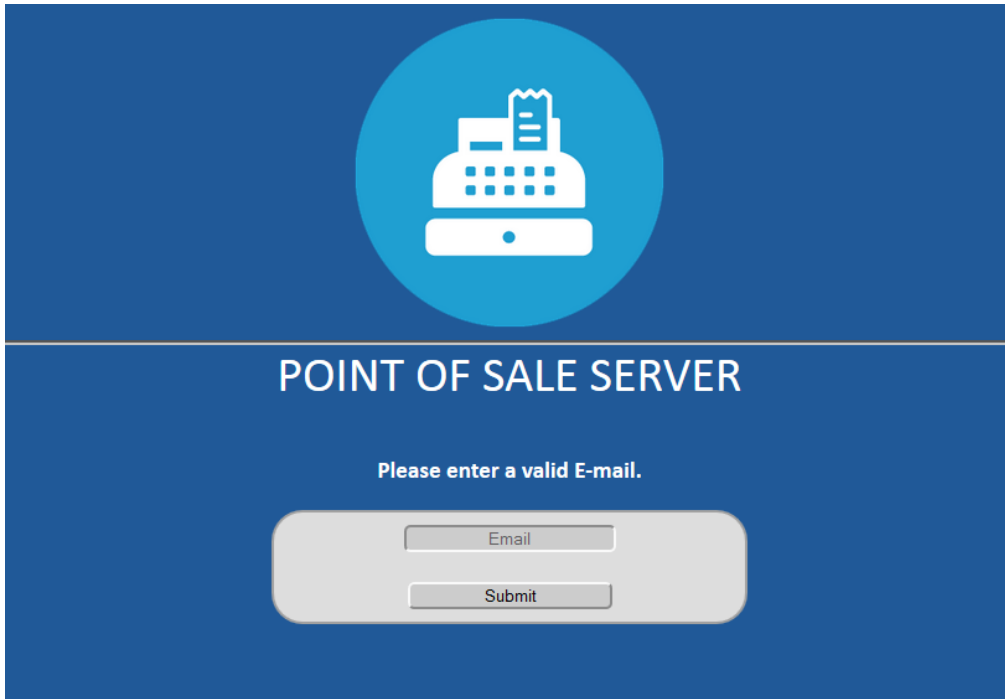 POINT OF SALE SERVER
Please enter a valid E-mail.
Email
Submit